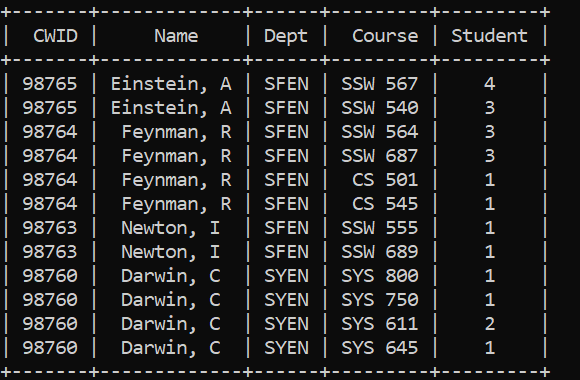 +-------+-------------+------+---------+---------+
|  CWID |     Name    | Dept |  Course | Student |
+-------+-------------+------+---------+---------+
| 98765 | Einstein, A | SFEN | SSW 567 |    4    |
| 98765 | Einstein, A | SFEN | SSW 540 |    3    |
| 98764 |  Feynman, R | SFEN | SSW 564 |    3    |
| 98764 |  Feynman, R | SFEN | SSW 687 |    3    |
| 98764 |  Feynman, R | SFEN |  CS 501 |    1    |
| 98764 |  Feynman, R | SFEN |  CS 545 |    1    |
| 98763 |  Newton, I  | SFEN | SSW 555 |    1    |
| 98763 |  Newton, I  | SFEN | SSW 689 |    1    |
| 98760 |  Darwin, C  | SYEN | SYS 800 |    1    |
| 98760 |  Darwin, C  | SYEN | SYS 750 |    1    |
| 98760 |  Darwin, C  | SYEN | SYS 611 |    2    |
| 98760 |  Darwin, C  | SYEN | SYS 645 |    1    |
+-------+-------------+------+---------+---------+